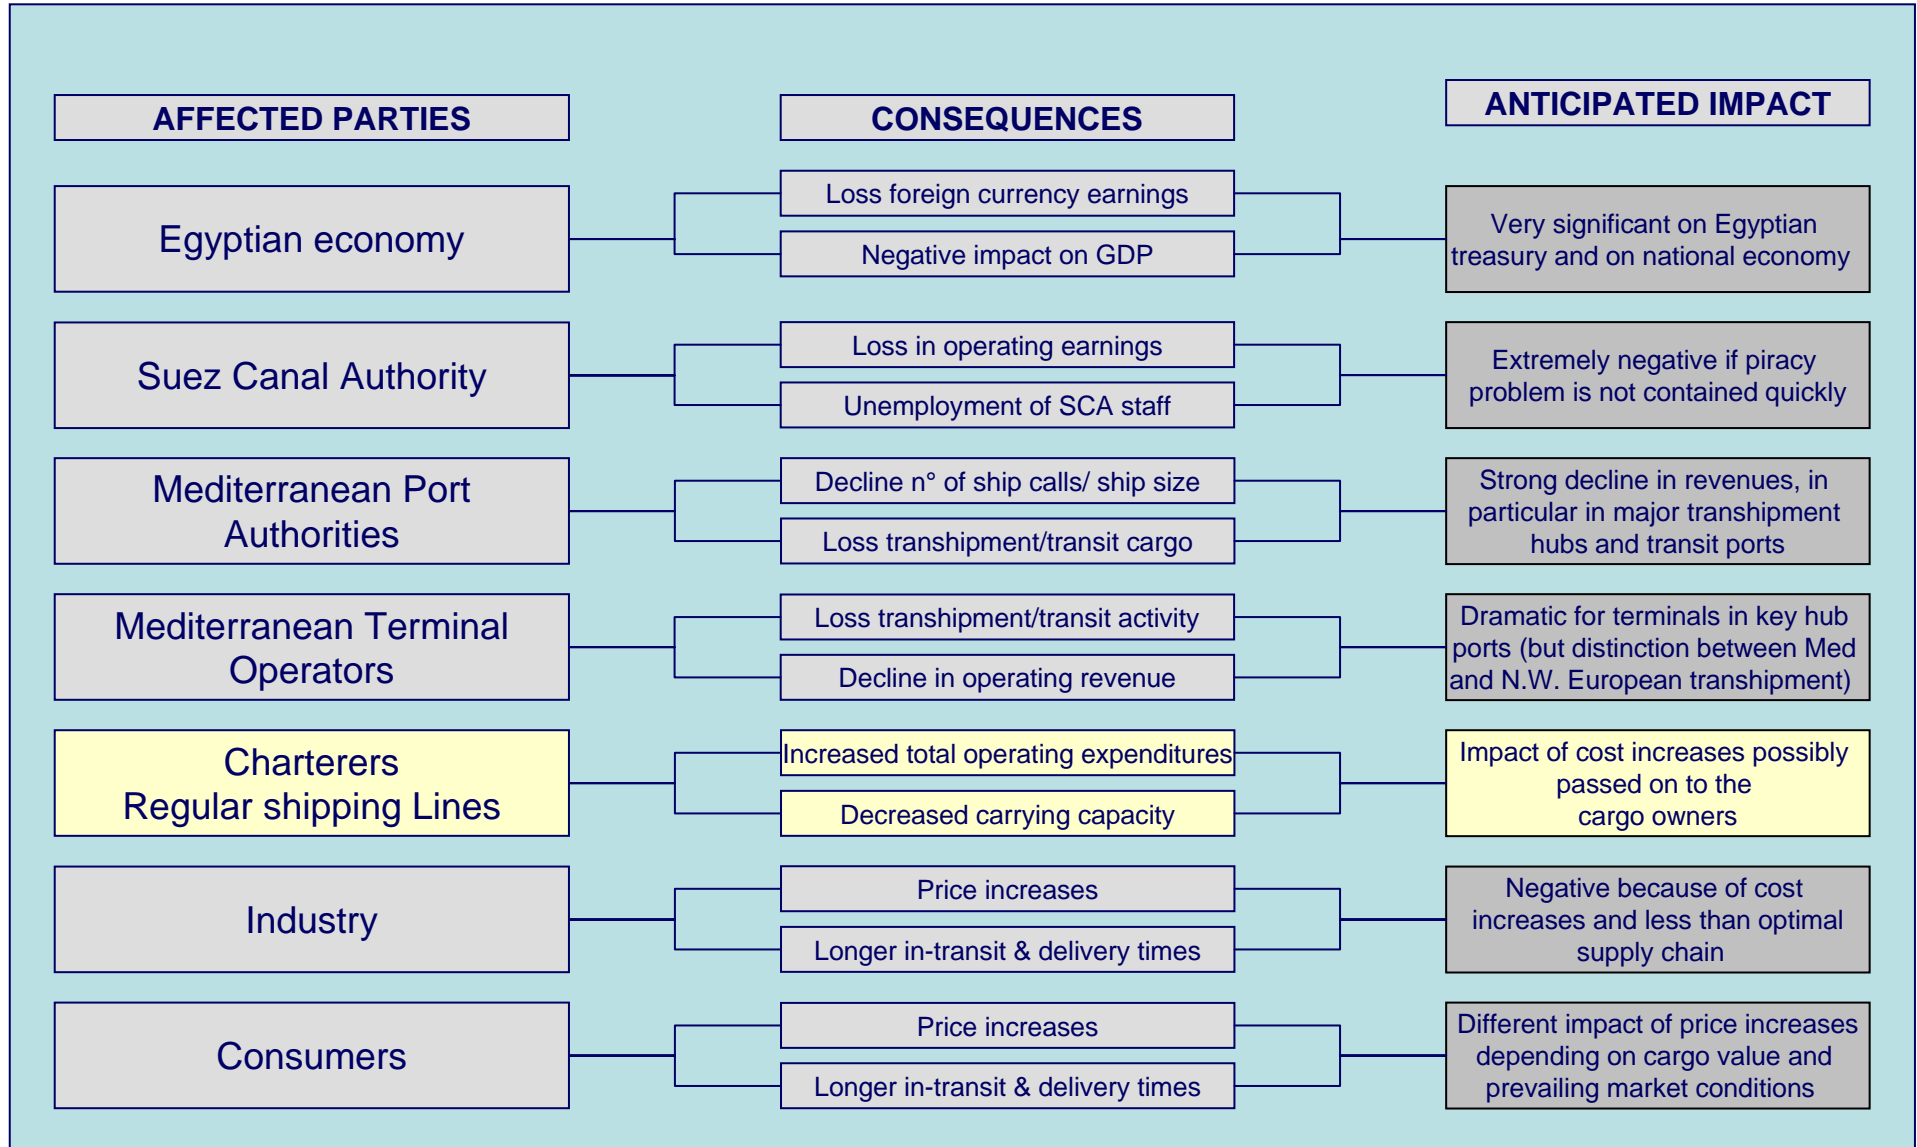 AFFECTED PARTIES
CONSEQUENCES
ANTICIPATED IMPACT
Egyptian economy
Loss foreign currency earnings
Negative impact on GDP
Very significant on Egyptian
treasury and on national economy
Suez Canal Authority
Loss in operating earnings
Unemployment of SCA staff
Extremely negative if piracy
problem is not contained quickly
Mediterranean Port
Authorities
Decline n° of ship calls/ ship size
Loss transhipment/transit cargo
Strong decline in revenues, in
particular in major transhipment
hubs and transit ports
Mediterranean Terminal
Operators
Loss transhipment/transit activity
Decline in operating revenue
Dramatic for terminals in key hub
ports (but distinction between Med
and N.W. European transhipment)
Charterers
Regular shipping Lines
Increased total operating expenditures
Decreased carrying capacity
Impact of cost increases possibly
passed on to the
cargo owners
Industry
Price increases
Longer in-transit & delivery times
Negative because of cost
increases and less than optimal
supply chain
Consumers
Price increases
Longer in-transit & delivery times
Different impact of price increases
depending on cargo value and
prevailing market conditions